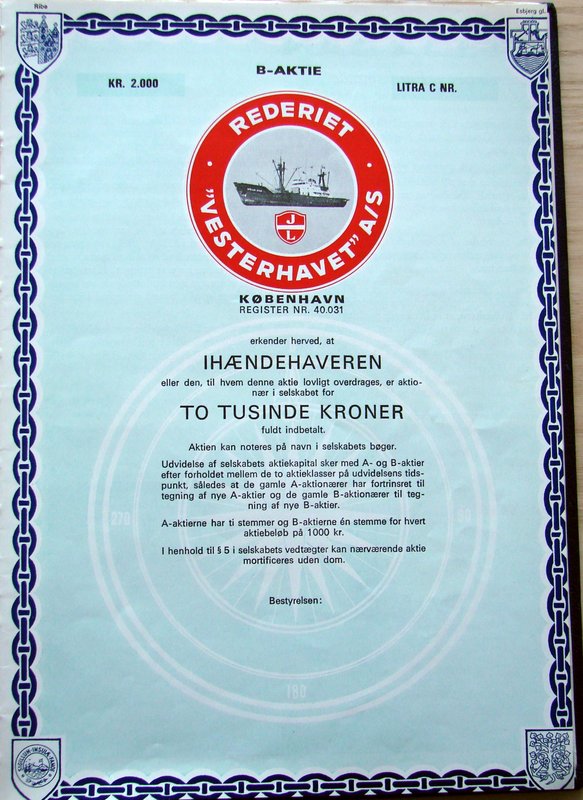 Ribe
Esbjerg gl.
B-AKTIE
KR. 2.000
LITRA C NR.
REDERIET
"VESTERHAVET" A/S
J
L
KØBENHAVN
REGISTER NR. 40.031
erkender herved, at
IHÆNDEHAVEREN
eller den, til hvem denne aktie lovligt overdrages, er aktio-
nær i selskabet for
TO TUSINDE KRONER
fuldt indbetalt.
Aktien kan noteres på navn i selskabets bøger.
Udvidelse af selskabets aktiekapital sker med A- og B-aktier
efter forholdet mellem de to aktieklasser på udvidelsens tids-
punkt, således at de gamle A-aktionærer har fortrinsret til
tegning af nye A-aktier og de gamle B-aktionærer til teg-
ning af nye B-aktier.
A-aktierne har ti stemmer og B-aktierne én stemme for hvert
aktiebeløb på 1000 kr.
I henhold til § 5 i selskabets vedtægter kan nærværende aktie
mortificeres uden dom.
Bestyrelsen:
270
180